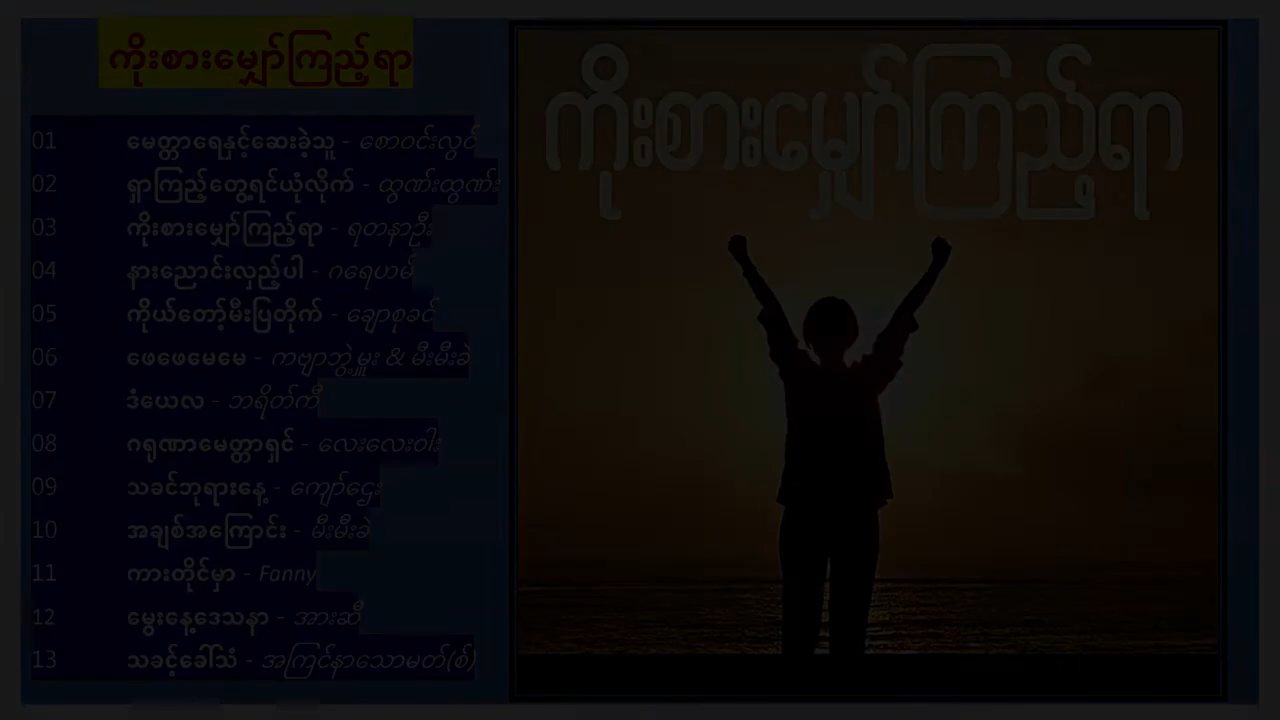 ကိုးစားမျှော်ကြည့်ရာ
ကိုးစားမျှော်ကြည့်ရာ
01 မေတ္တာရေနှင့်ဆေးခဲ့သူ - စောဝင်းလွင်
02 ရှာကြည့်တွေ့ရင်ယုံလိုက် - ထွဏ်းထွဏ်း
03 ကိုးစားမျှော်ကြည့်ရာ - ရတနာဦး
04 နားညောင်းလှည့်ပါ - ဂရေဟမ်
05 ကိုယ်တော့်မီးပြတိုက် - ချောစုခင်
06 ဖေဖေမေမေ - ကဗျာဘွဲ့မှူး & မီးမီးခဲ
07 ဒံယေလ - ဘရိတ်ကီ
08 ဂရုဏာမေတ္တာရှင် - လေးလေးဝါး
09 သခင်ဘုရားနေ့ - ကျော်ဌေး
10 အချစ်အကြောင်း - မီးမီးခဲ
11 ကားတိုင်မှာ - Fanny
12 မွေးနေ့ဒေသနာ - အားဆီ
13 သခင့်ခေါ်သံ - အကြင်နာသောမတ်(စ်)